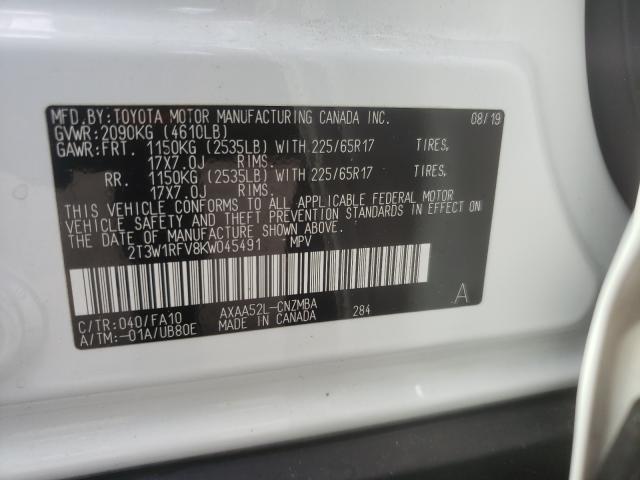 MFD.BY: TOYOTA MOTOR MANUFACTURING CANADA INC. 08/19
GVWR: 2090KG (4610LB)
GAWR: FRT. 1150KG (2535LB) WITH 225/65R17 TIRES,
17X7.0J RIMS,
RR. 1150KG (2535LB) WITH 225/65R17 TIRES,
17X7.0J RIMS,
THIS VEHICLE CONFORMS TO ALL APPLICABLE FEDERAL MOTOR
VEHICLE SAFETY AND THEFT PREVENTION STANDARDS IN EFFECT ON
THE DATE OF MANUFACTURE SHOWN ABOVE.
2T3W1RFV8KW045491 MPV
C/TR: 040/FA10 AXAA52L-CNZMBA 284 A
A/TM: -01A/UB80E MADE IN CANADA